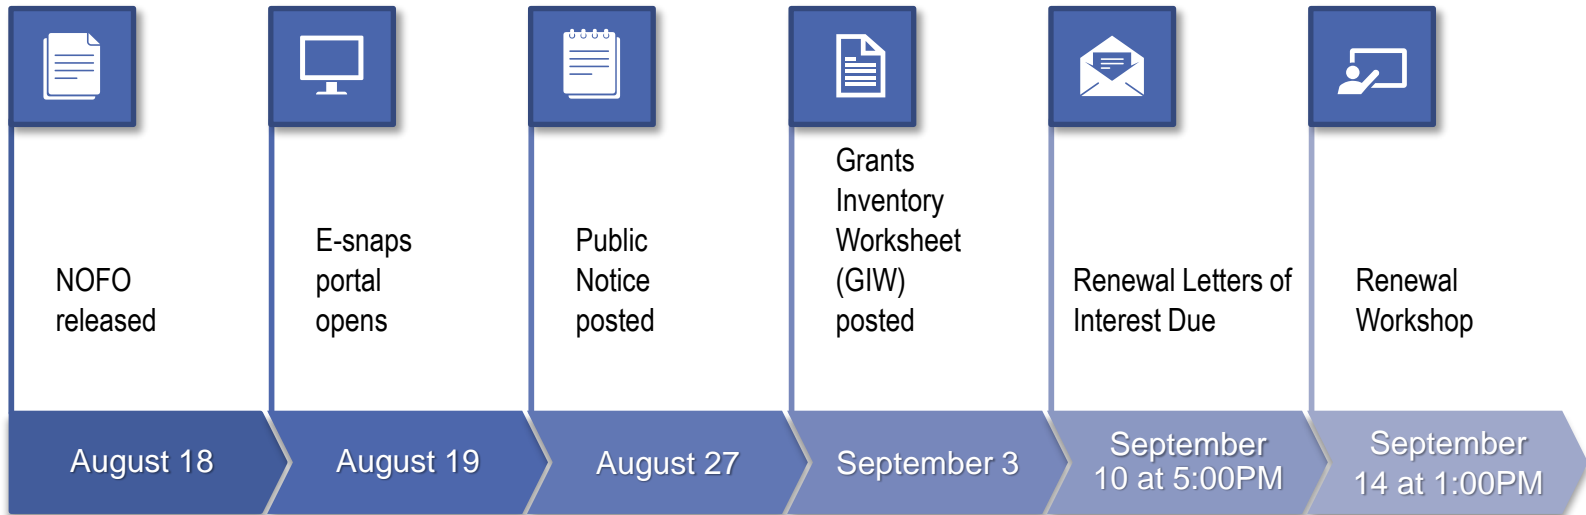 NOFO
released
E-snaps
portal
opens
Public
Notice
posted
Grants
Inventory
Worksheet
(GIW)
posted
Renewal Letters of
Interest Due
Renewal
Workshop
August 18
August 19
August 27
September 3
September
10 at 5:00PM
September
14 at 1:00PM